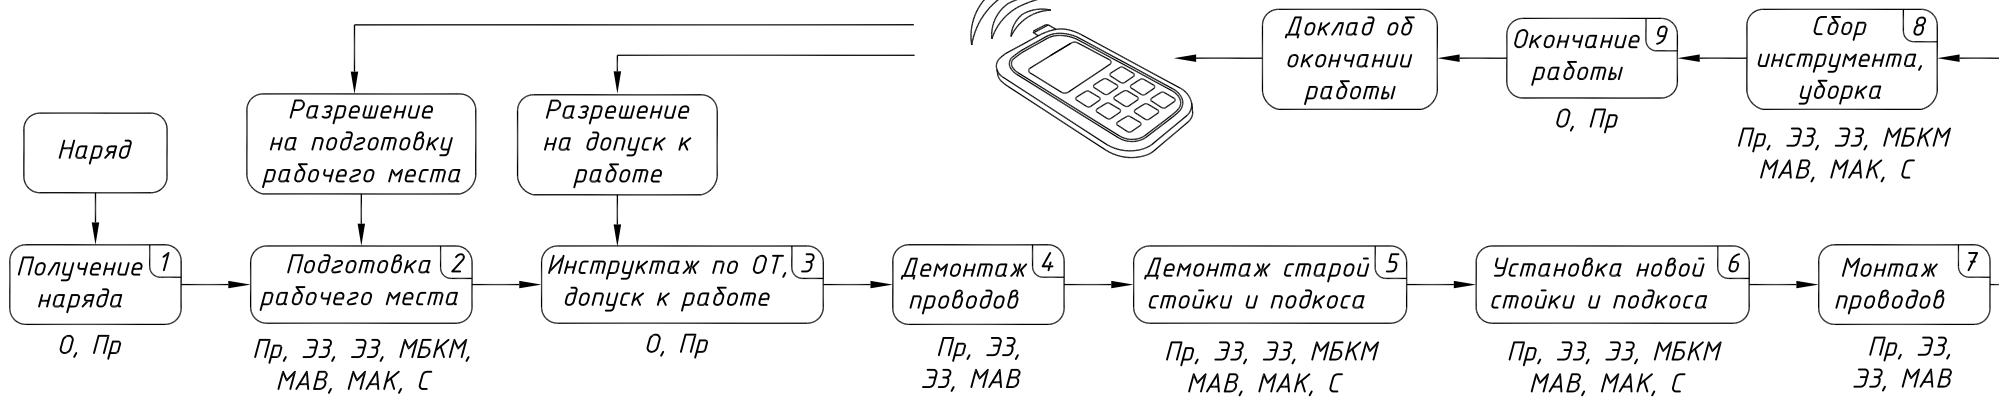 Доклад об
окончании
работы
Окончание 9
работы
О, Пр
Сбор 8
инструмента,
уборка
Пр, ЭЗ, ЭЗ, МБКМ
МАВ, МАК, С
Наряд
Разрешение
на подготовку
рабочего места
Разрешение
на допуск к
работе
Получение 1
наряда
О, Пр
Подготовка 2
рабочего места
Пр, ЭЗ, ЭЗ, МБКМ,
МАВ, МАК, С
Инструктаж по ОТ, 3
допуск к работе
О, Пр
Демонтаж 4
проводов
Пр, ЭЗ,
ЭЗ, МАВ
Демонтаж старой 5
стойки и подкоса
Пр, ЭЗ, ЭЗ, МБКМ
МАВ, МАК, С
Установка новой 6
стойки и подкоса
Пр, ЭЗ, ЭЗ, МБКМ
МАВ, МАК, С
Монтаж 7
проводов
Пр, ЭЗ,
ЭЗ, МАВ